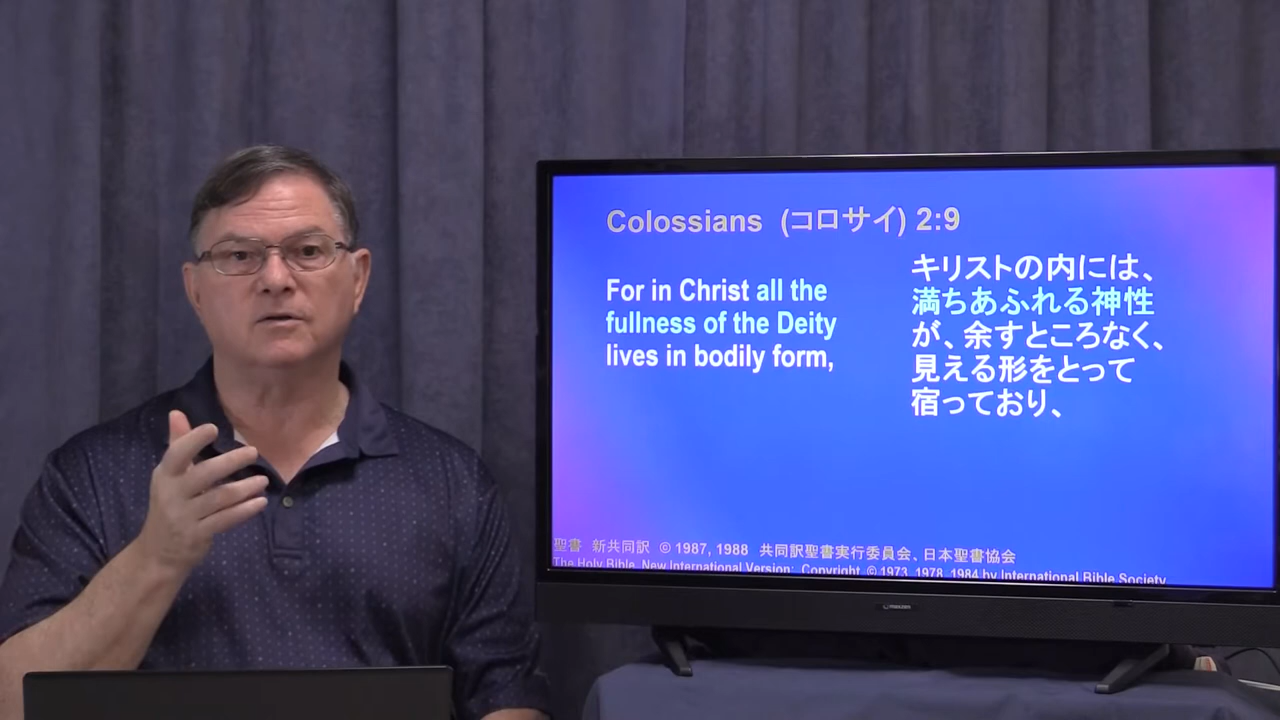 Colossians (コロサイ) 2:9
For in Christ all the
fullness of the Deity
lives in bodily form,
キリストの内には、
満ちあふれる神性
が、余すところなく、
見える形をとって
宿っており、
聖書 新共同訳 © 1987, 1988 共同訳聖書実行委員会、日本聖書協会
The Holy Bible, New International Version: Copyright © 1973, 1978, 1984 by International Bible Society